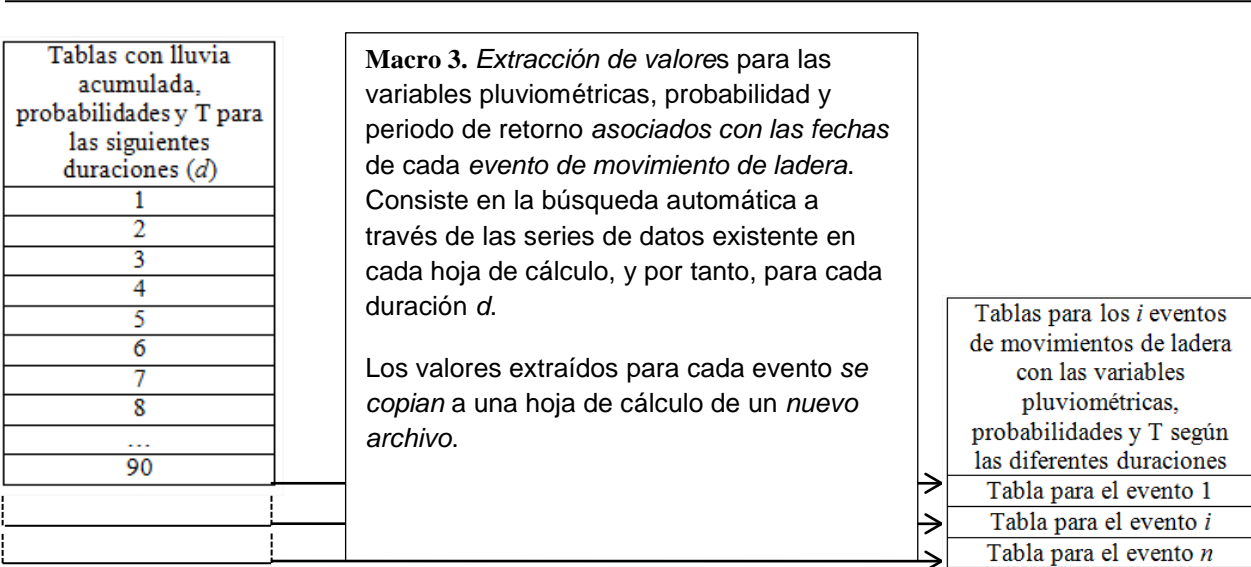 Tablas con lluvia
acumulada,
probabilidades y T para
las siguientes
duraciones (d)
1
2
3
4
5
6
7
8
...
90
Macro 3. Extracción de valores para las
variables pluviométricas, probabilidad y
periodo de retorno asociados con las fechas
de cada evento de movimiento de ladera.
Consiste en la búsqueda automática a
través de las series de datos existente en
cada hoja de cálculo, y por tanto, para cada
duración d.
Los valores extraídos para cada evento se
copian a una hoja de cálculo de un nuevo
archivo.
Tablas para los i eventos
de movimientos de ladera
con las variables
pluviométricas,
probabilidades y T según
las diferentes duraciones
Tabla para el evento 1
Tabla para el evento i
Tabla para el evento n